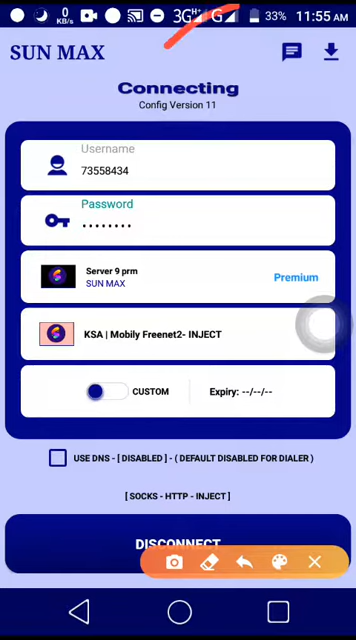 0
KB/s
3G H+ G 33% 11:55 AM
SUN MAX
Connecting
Config Version 11
Username
73558434
Password
Server 9 prm
SUN MAX
Premium
KSA | Mobily Freenet2- INJECT
CUSTOM
Expiry: --/--/--
USE DNS - [ DISABLED ] - ( DEFAULT DISABLED FOR DIALER )
[ SOCKS - HTTP - INJECT ]
DISCONNECT